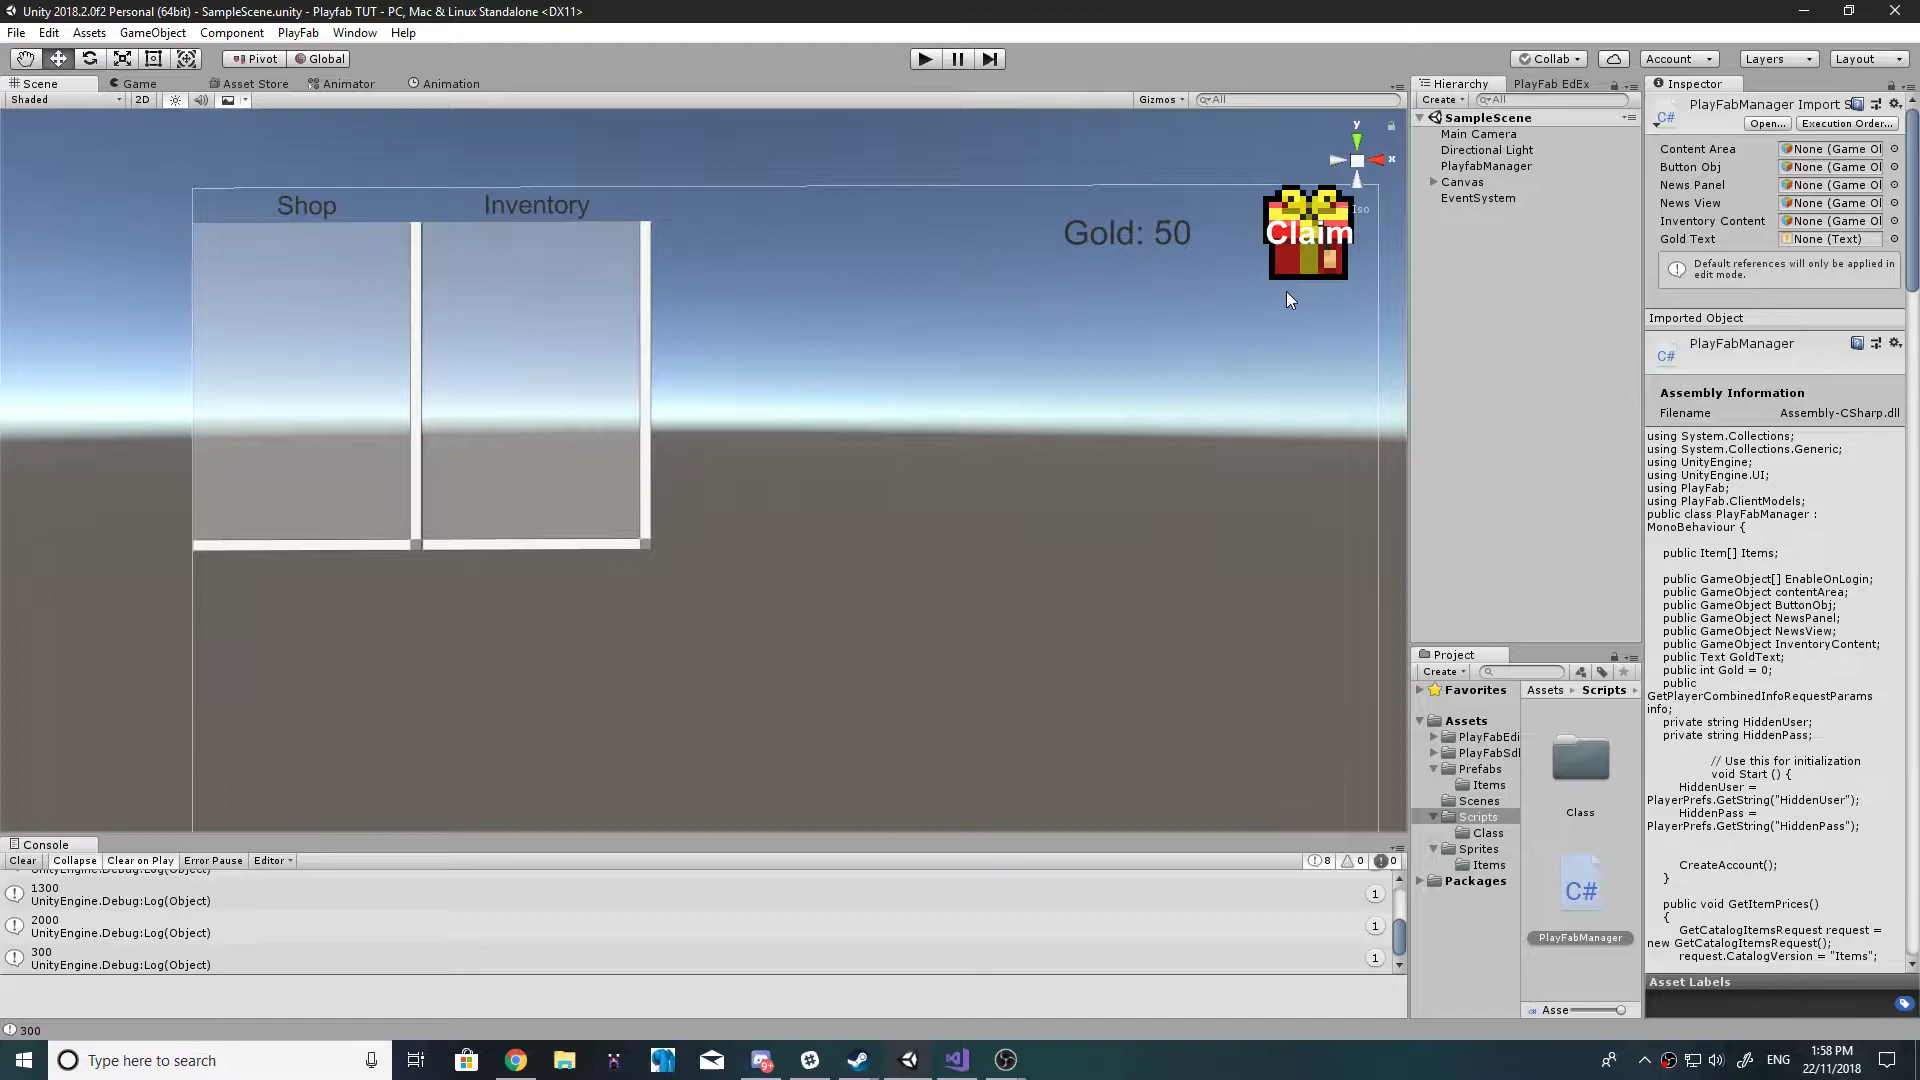 Unity 2018.2.0f2 Personal (64bit) - SampleScene.unity - Playfab TUT - PC, Mac & Linux Standalone <DX11>
File Edit Assets GameObject Component PlayFab Window Help
Pivot Global Collab Account Layers Layout
Scene Game Asset Store Animator Animation
Shaded 2D Gizmos All
Shop Inventory
Gold: 50
Claim
y
x
Iso
Hierarchy PlayFab EdEx
Create All
SampleScene
Main Camera
Directional Light
PlayfabManager
Canvas
EventSystem
Project
Create
Favorites
Assets
PlayFabEdi
PlayFabSdl
Prefabs
Items
Scenes
Scripts
Class
Sprites
Items
Packages
Assets Scripts
Class
C#
PlayFabManager
Asse
Inspector
PlayFabManager Import S
C#
Open... Execution Order...
Content Area None (Game Ol
Button Obj None (Game Ol
News Panel None (Game Ol
News View None (Game Ol
Inventory Content None (Game Ol
Gold Text None (Text)
Default references will only be applied in
edit mode.
Imported Object
PlayFabManager
C#
Assembly Information
Filename Assembly-CSharp.dll
using System.Collections;
using System.Collections.Generic;
using UnityEngine;
using UnityEngine.UI;
using PlayFab;
using PlayFab.ClientModels;
public class PlayFabManager :
MonoBehaviour {
public Item[] Items;
public GameObject[] EnableOnLogin;
public GameObject contentArea;
public GameObject ButtonObj;
public GameObject NewsPanel;
public GameObject NewsView;
public GameObject InventoryContent;
public Text GoldText;
public int Gold = 0;
public
GetPlayerCombinedInfoRequestParams
info;
private string HiddenUser;
private string HiddenPass;
// Use this for initialization
void Start () {
HiddenUser =
PlayerPrefs.GetString("HiddenUser");
HiddenPass =
PlayerPrefs.GetString("HiddenPass");
CreateAccount();
}
public void GetItemPrices()
{
GetCatalogItemsRequest request =
new GetCatalogItemsRequest();
request.CatalogVersion = "Items";
Asset Labels
Console
Clear Collapse Clear on Play Error Pause Editor 8 0 0
UnityEngine.Debug:Log(Object)
1300
UnityEngine.Debug:Log(Object)
1
2000
UnityEngine.Debug:Log(Object)
1
300
UnityEngine.Debug:Log(Object)
1
300
Type here to search
9+
ENG
1:58 PM
22/11/2018